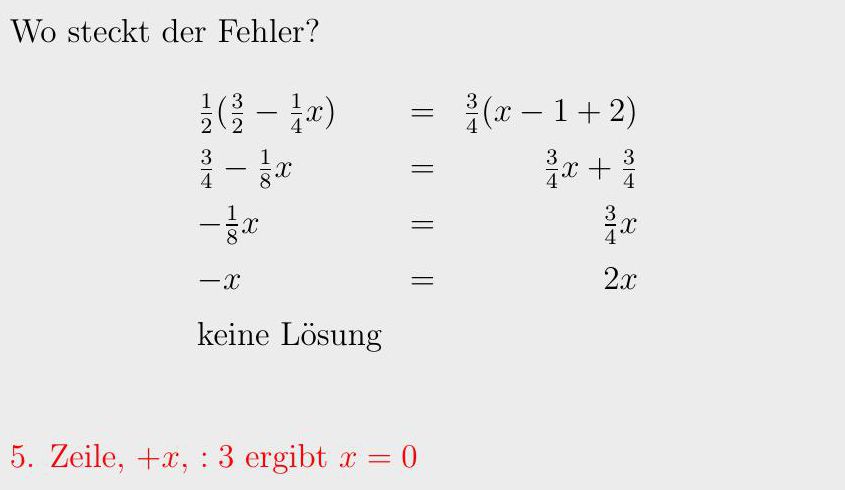 Wo steckt der Fehler?
1/2(3/2 − 1/4x) = 3/4(x − 1 + 2)
3/4 − 1/8x = 3/4x + 3/4
−1/8x = 3/4x
−x = 2x
keine Lösung
5. Zeile, +x, : 3 ergibt x = 0